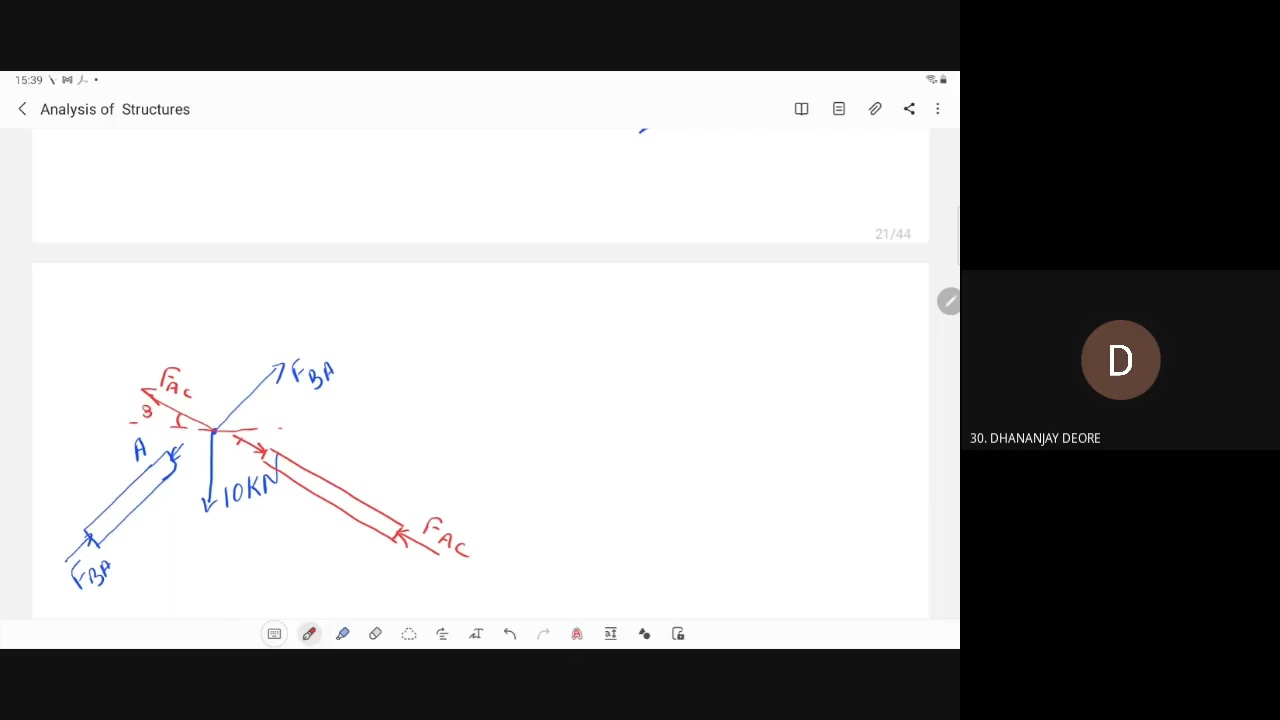 15:39
Analysis of Structures
21/44
FAC
FBA
A
10KN
FAC
FBA
D
30. DHANANJAY DEORE